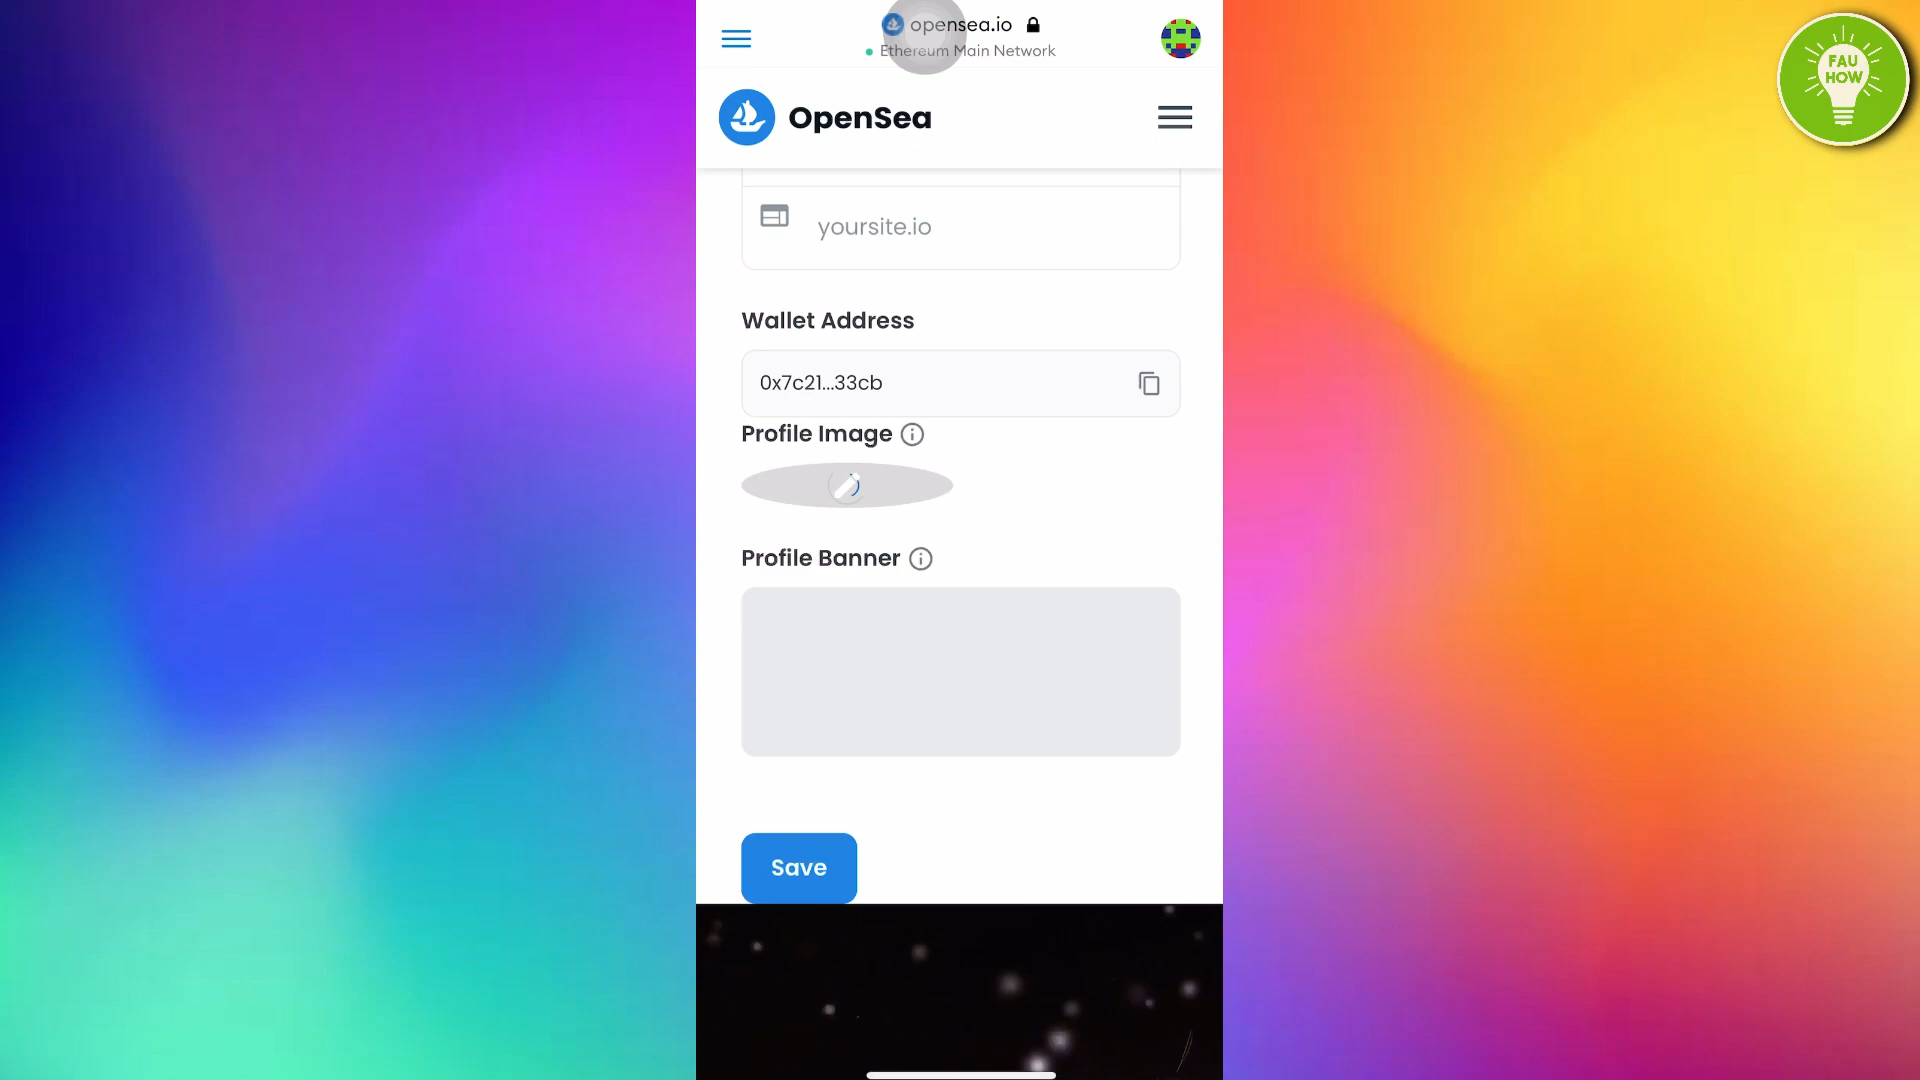 opensea.io
Ethereum Main Network
FAU
HOW
OpenSea
yoursite.io
Wallet Address
0x7c21...33cb
Profile Image
Profile Banner
Save